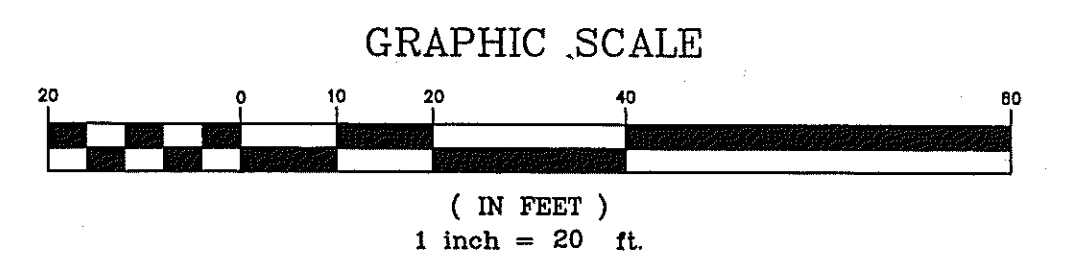 GRAPHIC SCALE
20 0 10 20 40 80
( IN FEET )
1 inch = 20 ft.